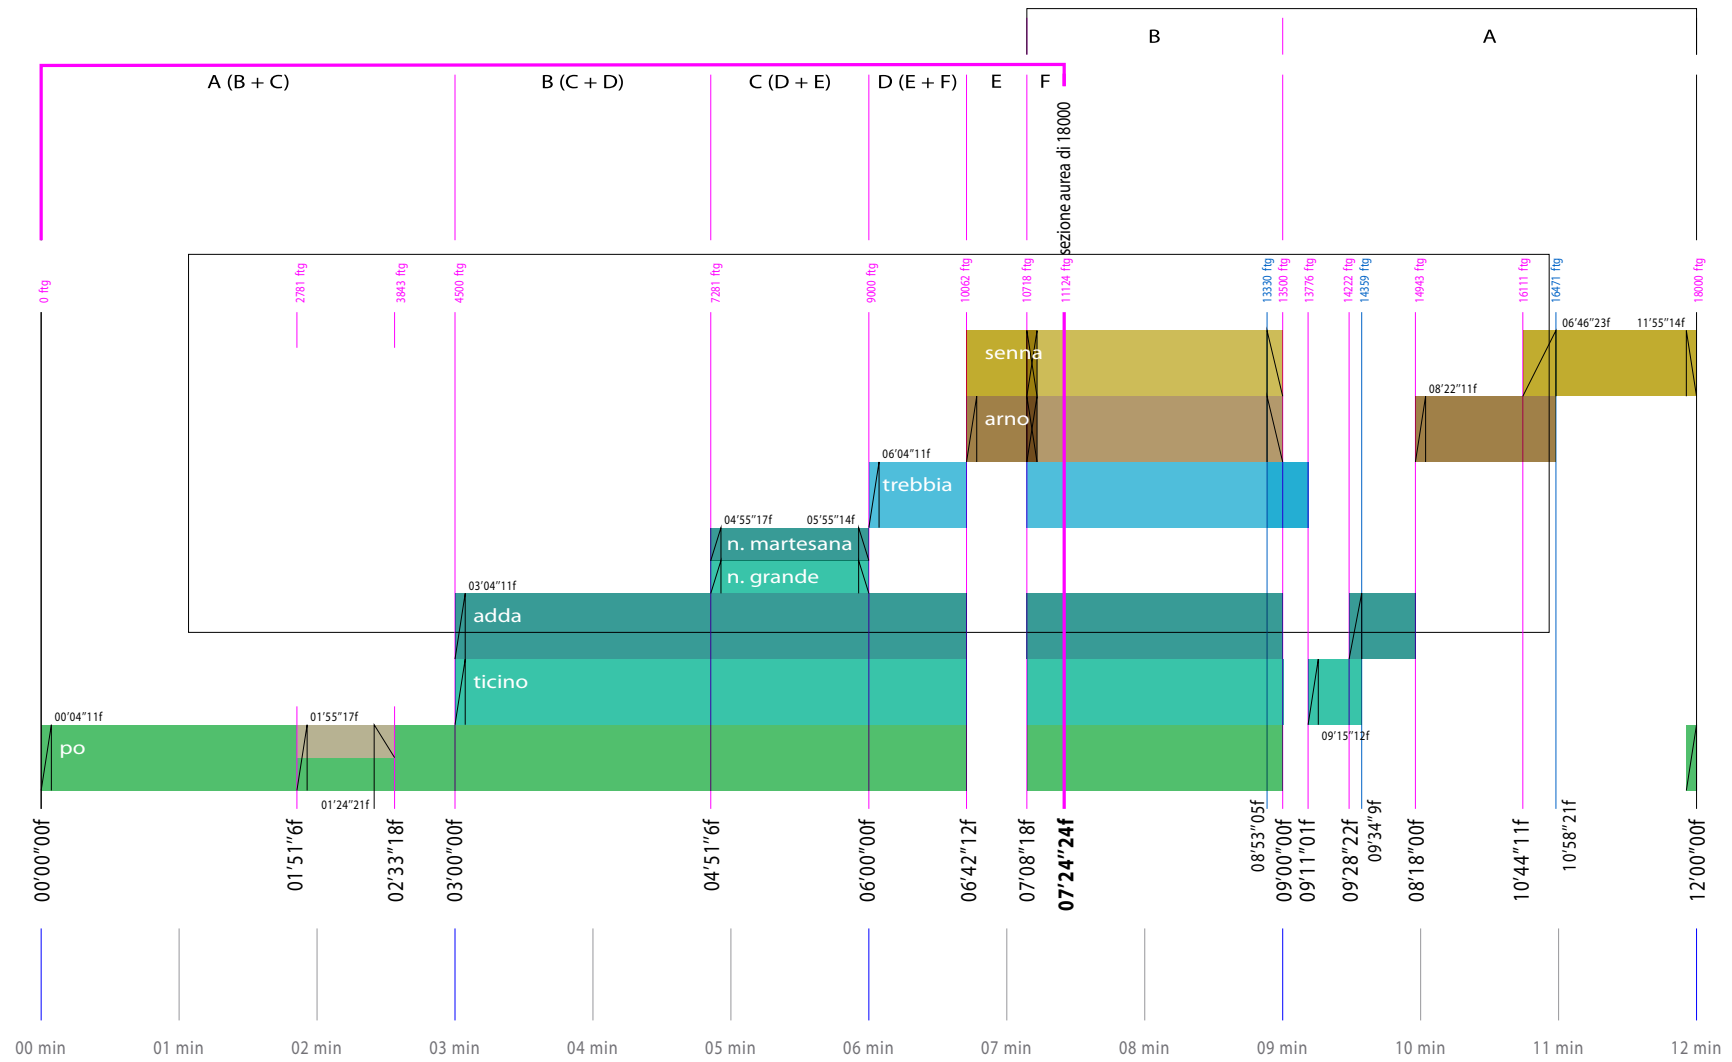 B
A
A (B + C)
B (C + D)
C (D + E)
D (E + F)
E
F
sezione aurea di 18000
0 ftg
2781 ftg
3843 ftg
4500 ftg
7281 ftg
9000 ftg
10062 ftg
10718 ftg
11124 ftg
13330 ftg
13500 ftg
13776 ftg
14222 ftg
14359 ftg
14943 ftg
16111 ftg
16471 ftg
18000 ftg
06’46”23f
11’55”14f
senna
08’22”11f
arno
06’04”11f
trebbia
04’55”17f
05’55”14f
n. martesana
n. grande
03’04”11f
adda
ticino
00’04”11f
01’55”17f
09’15”12f
po
01’24”21f
00’00”00f
01’51”6f
02’33”18f
03’00”00f
04’51”6f
06’00”00f
06’42”12f
07’08”18f
07’24”24f
08’53”05f
09’00”00f
09’11”01f
09’28”22f
09’34”9f
08’18”00f
10’44”11f
10’58”21f
12’00”00f
00 min
01 min
02 min
03 min
04 min
05 min
06 min
07 min
08 min
09 min
10 min
11 min
12 min